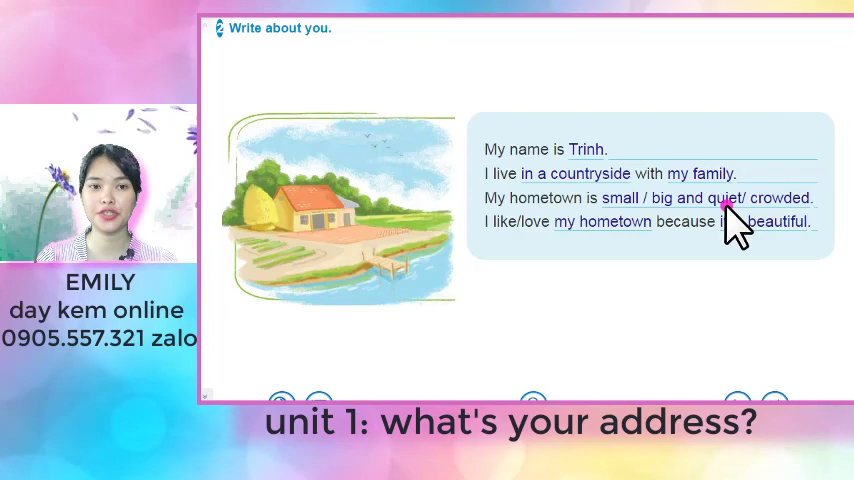 2 Write about you.
My name is Trinh.
I live in a countryside with my family.
My hometown is small / big and quiet/ crowded.
I like/love my hometown because beautiful.
EMILY
day kem online
0905.557.321 zalo
unit 1: what's your address?